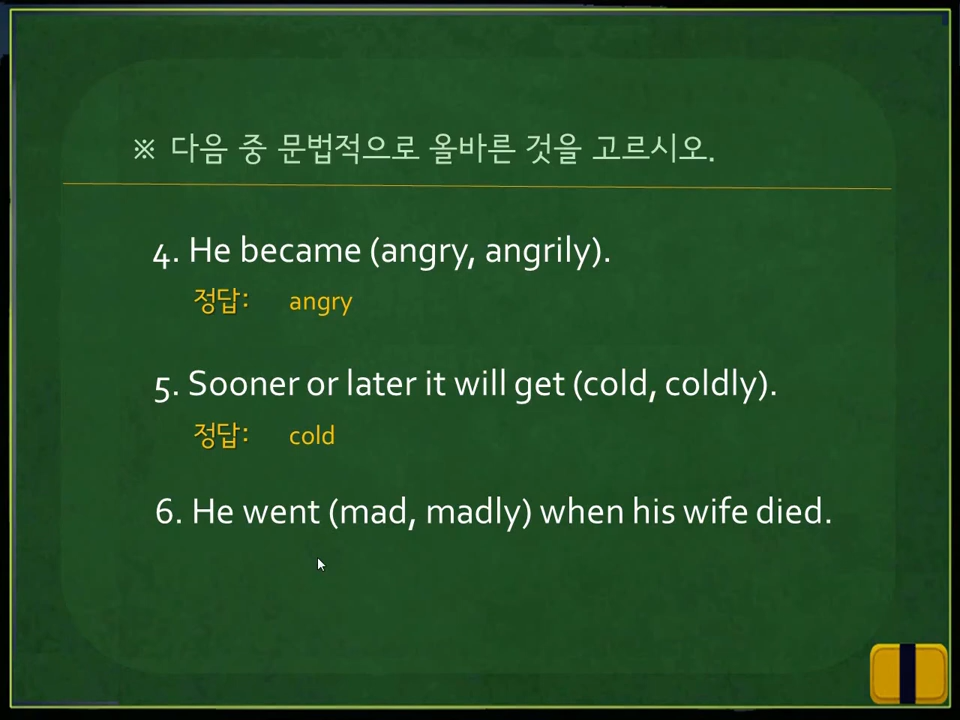 ※ 다음 중 문법적으로 올바른 것을 고르시오.
4. He became (angry, angrily).
정답: angry
5. Sooner or later it will get (cold, coldly).
정답: cold
6. He went (mad, madly) when his wife died.